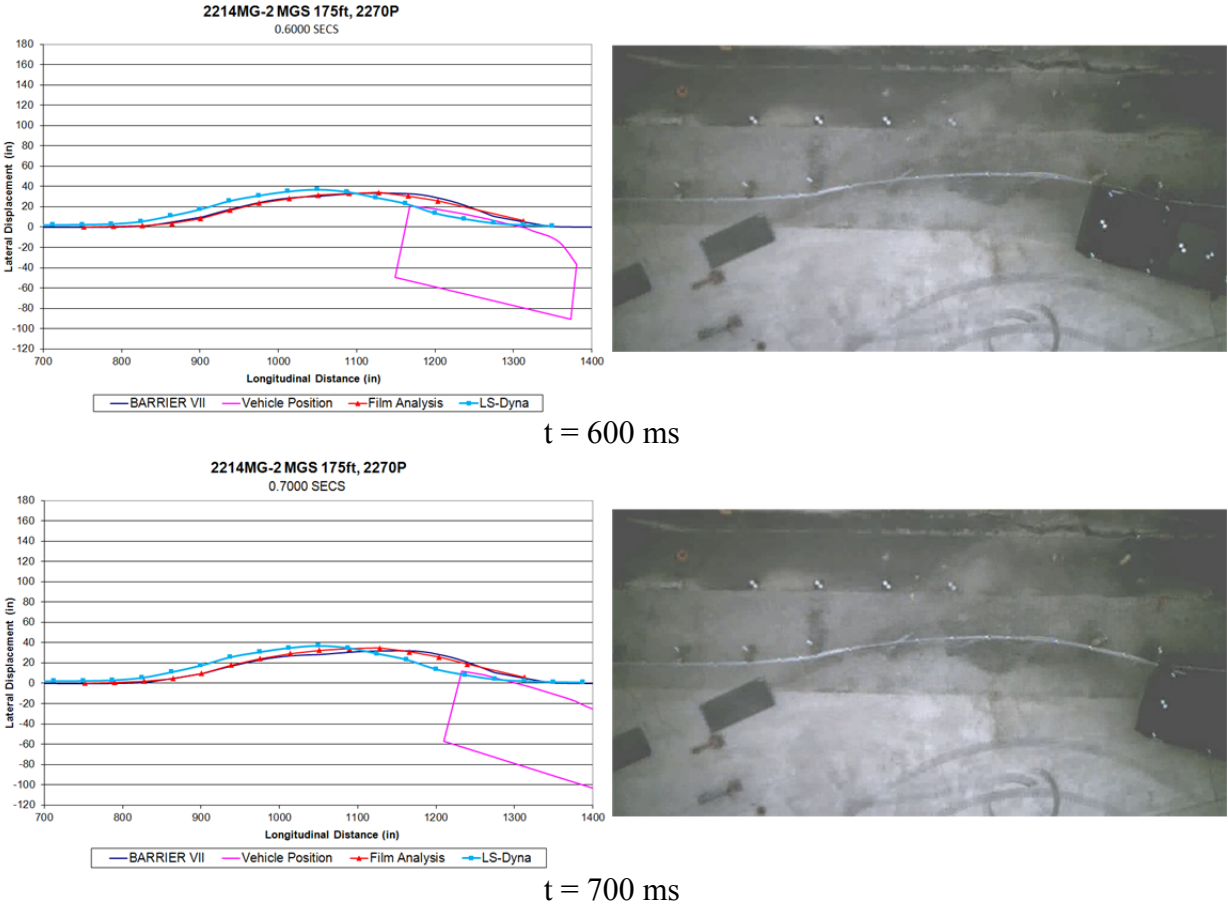 2214MG-2 MGS 175ft, 2270P
0.6000 SECS
Lateral Displacement (in)
180
160
140
120
100
80
60
40
20
0
-20
-40
-60
-80
-100
-120
700 800 900 1000 1100 1200 1300 1400
Longitudinal Distance (in)
BARRIER VII Vehicle Position Film Analysis LS-Dyna
t = 600 ms
2214MG-2 MGS 175ft, 2270P
0.7000 SECS
Lateral Displacement (in)
180
160
140
120
100
80
60
40
20
0
-20
-40
-60
-80
-100
-120
700 800 900 1000 1100 1200 1300 1400
Longitudinal Distance (in)
BARRIER VII Vehicle Position Film Analysis LS-Dyna
t = 700 ms